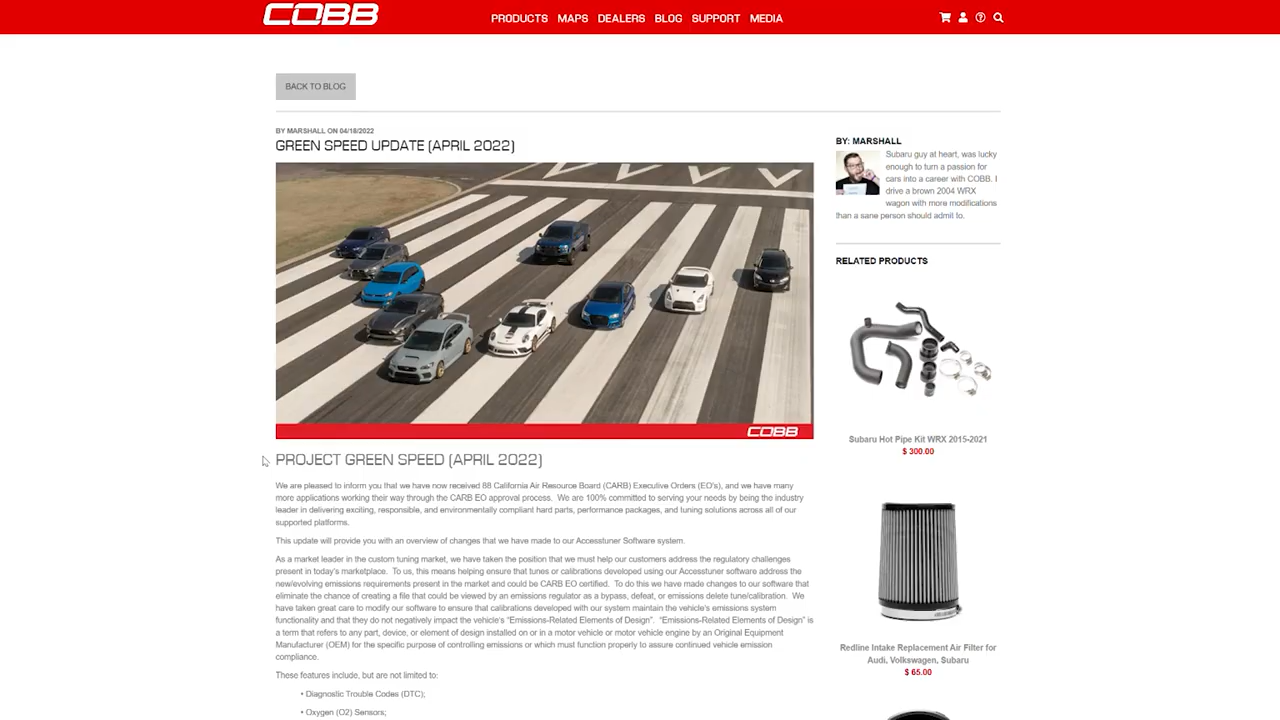 COBB
PRODUCTS MAPS DEALERS BLOG SUPPORT MEDIA
BACK TO BLOG
BY MARSHALL ON 04/18/2022
GREEN SPEED UPDATE (APRIL 2022)
COBB
PROJECT GREEN SPEED (APRIL 2022)
We are pleased to inform you that we have now received 88 California Air Resource Board (CARB) Executive Orders (EO's), and we have many
more applications working their way through the CARB EO approval process. We are 100% committed to serving your needs by being the industry
leader in delivering exciting, responsible, and environmentally compliant hard parts, performance packages, and tuning solutions across all of our
supported platforms.
This update will provide you with an overview of changes that we have made to our Accesstuner Software system.
As a market leader in the custom tuning market, we have taken the position that we must help our customers address the regulatory challenges
present in today's marketplace. To us, this means helping ensure that tunes or calibrations developed using our Accesstuner software address the
new/evolving emissions requirements present in the market and could be CARB EO certified. To do this we have made changes to our software that
eliminate the chance of creating a file that could be viewed by an emissions regulator as a bypass, defeat, or emissions delete tune/calibration. We
have taken great care to modify our software to ensure that calibrations developed with our system maintain the vehicle's emissions system
functionality and that they do not negatively impact the vehicle's “Emissions-Related Elements of Design”. “Emissions-Related Elements of Design” is
a term that refers to any part, device, or element of design installed on or in a motor vehicle or motor vehicle engine by an Original Equipment
Manufacturer (OEM) for the specific purpose of controlling emissions or which must function properly to assure continued vehicle emission
compliance.
These features include, but are not limited to:
• Diagnostic Trouble Codes (DTC);
• Oxygen (O2) Sensors;
BY: MARSHALL
Subaru guy at heart, was lucky
enough to turn a passion for
cars into a career with COBB. I
drive a brown 2004 WRX
wagon with more modifications
than a sane person should admit to.
RELATED PRODUCTS
Subaru Hot Pipe Kit WRX 2015-2021
$ 300.00
Redline Intake Replacement Air Filter for
Audi, Volkswagen, Subaru
$ 65.00